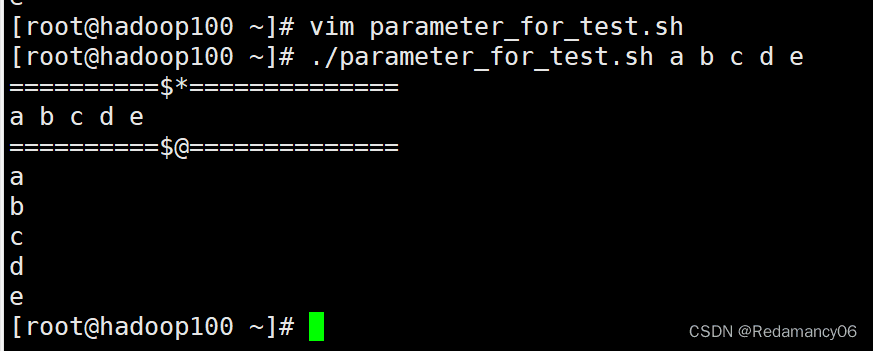 [root@hadoop100 ~]# vim parameter_for_test.sh
[root@hadoop100 ~]# ./parameter_for_test.sh a b c d e
==========$*==============
a b c d e
==========$@==============
a
b
c
d
e
[root@hadoop100 ~]#
CSDN @Redamancy06